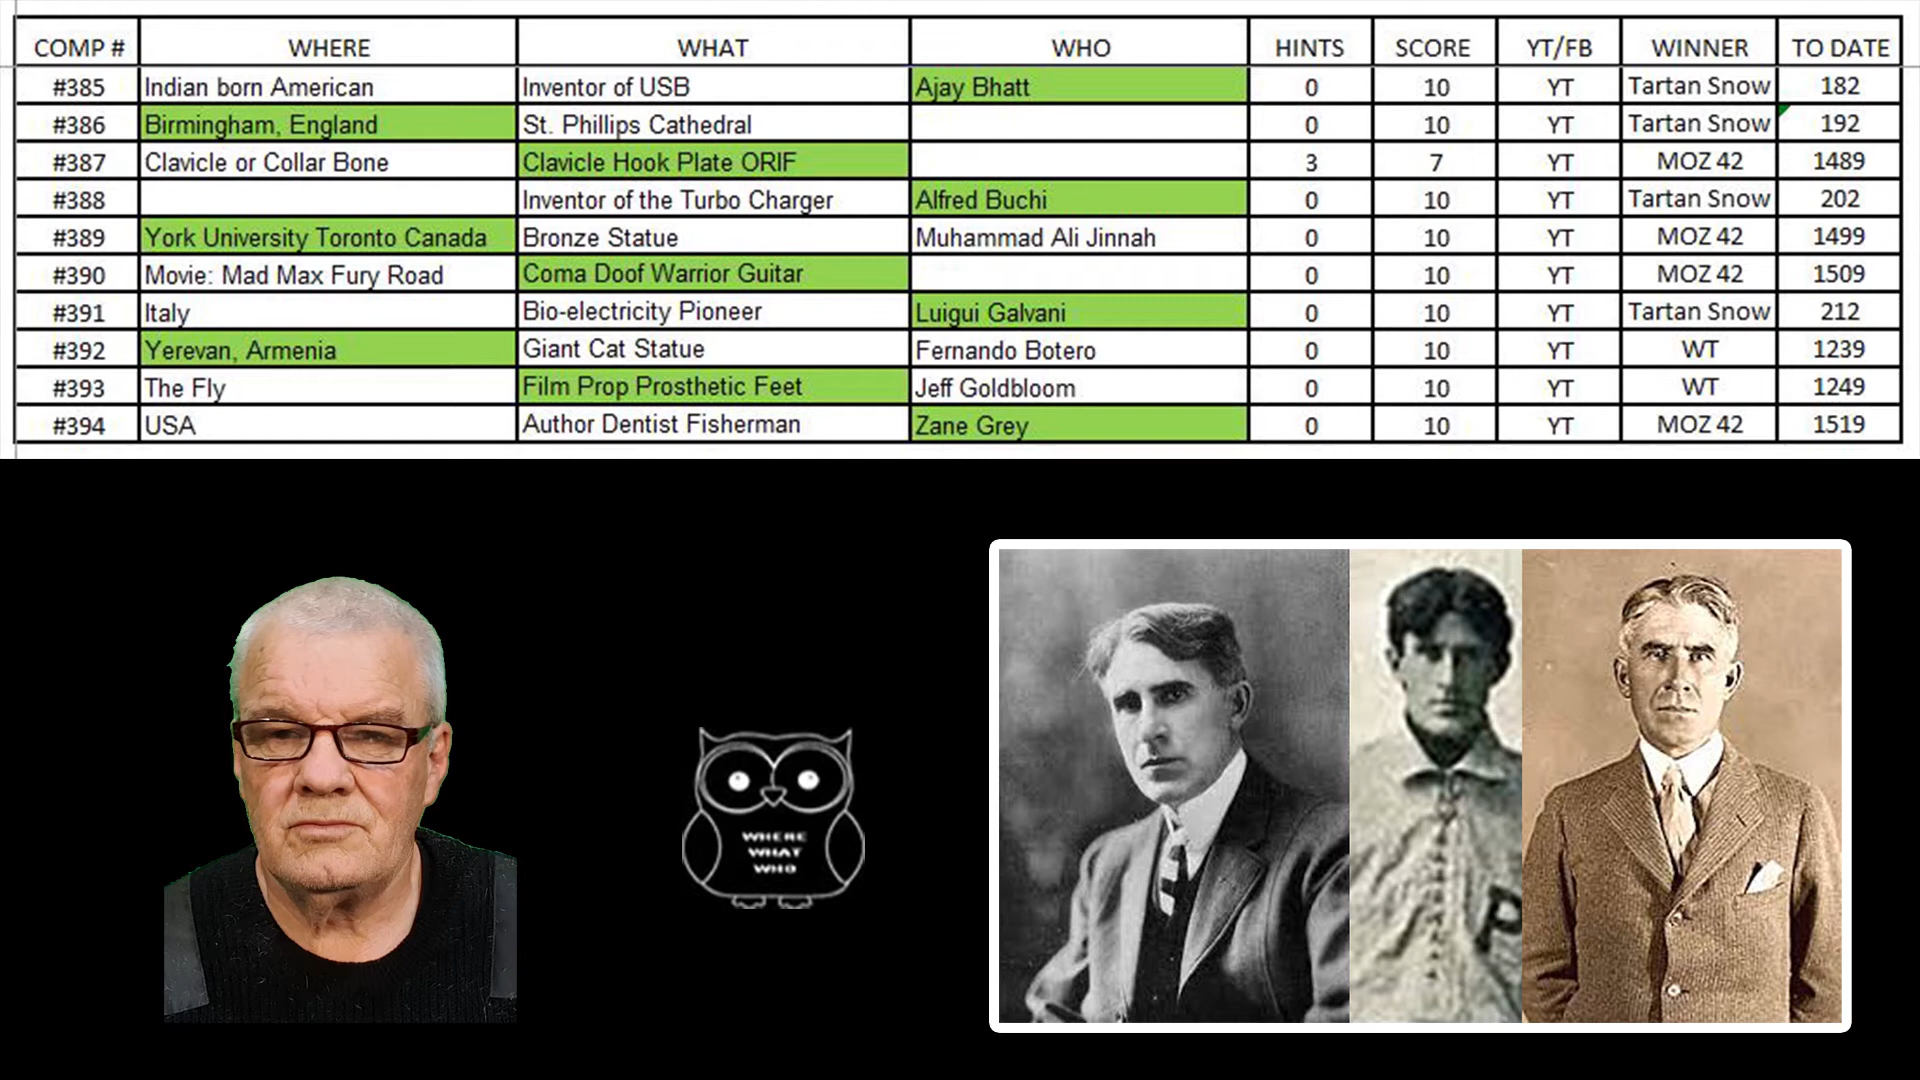 COMP # WHERE WHAT WHO HINTS SCORE YT/FB WINNER TO DATE
#385 Indian born American Inventor of USB Ajay Bhatt 0 10 YT Tartan Snow 182
#386 Birmingham, England St. Phillips Cathedral 0 10 YT Tartan Snow 192
#387 Clavicle or Collar Bone Clavicle Hook Plate ORIF 3 7 YT MOZ 42 1489
#388 Inventor of the Turbo Charger Alfred Buchi 0 10 YT Tartan Snow 202
#389 York University Toronto Canada Bronze Statue Muhammad Ali Jinnah 0 10 YT MOZ 42 1499
#390 Movie: Mad Max Fury Road Coma Doof Warrior Guitar 0 10 YT MOZ 42 1509
#391 Italy Bio-electricity Pioneer Luigui Galvani 0 10 YT Tartan Snow 212
#392 Yerevan, Armenia Giant Cat Statue Fernando Botero 0 10 YT WT 1239
#393 The Fly Film Prop Prosthetic Feet Jeff Goldbloom 0 10 YT WT 1249
#394 USA Author Dentist Fisherman Zane Grey 0 10 YT MOZ 42 1519
WHERE
WHAT
WHO
P